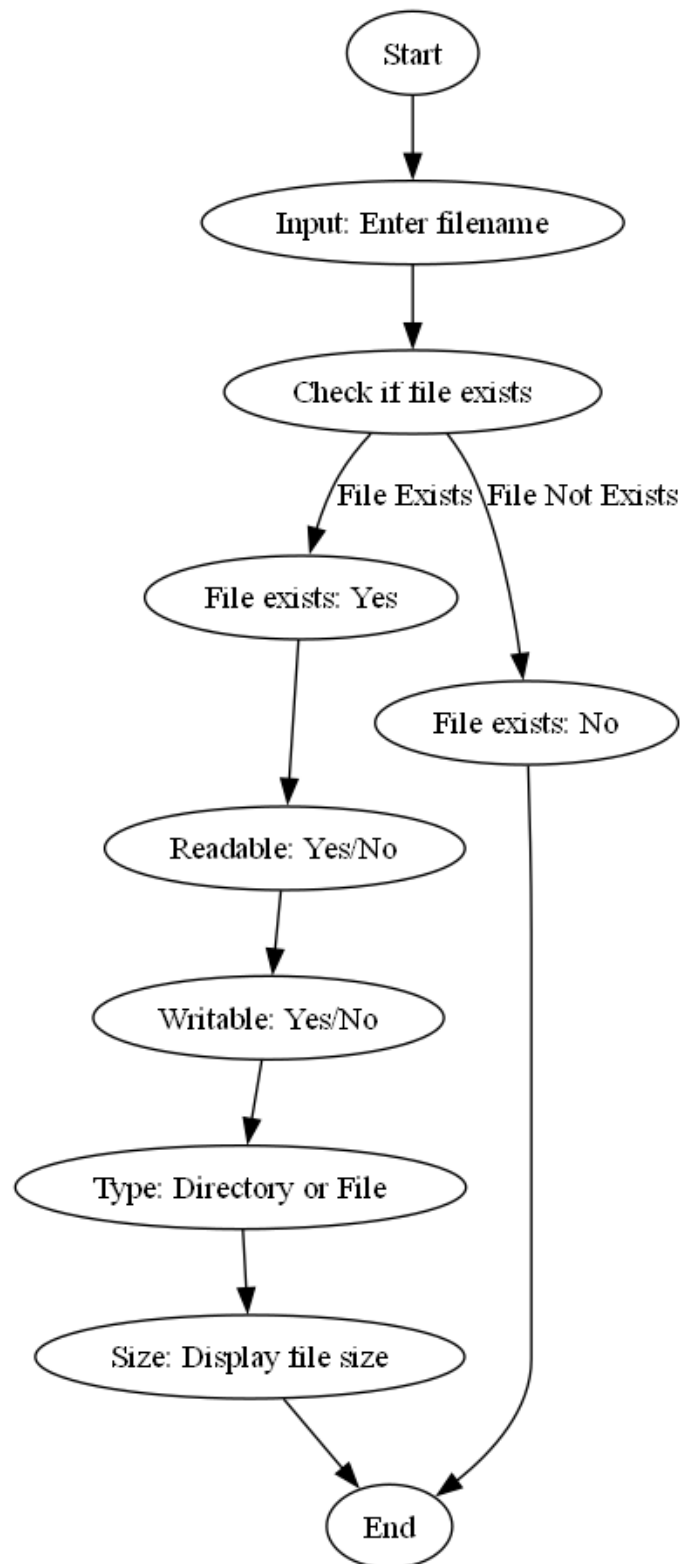 Start
Input: Enter filename
Check if file exists
File Exists
File Not Exists
File exists: Yes
File exists: No
Readable: Yes/No
Writable: Yes/No
Type: Directory or File
Size: Display file size
End